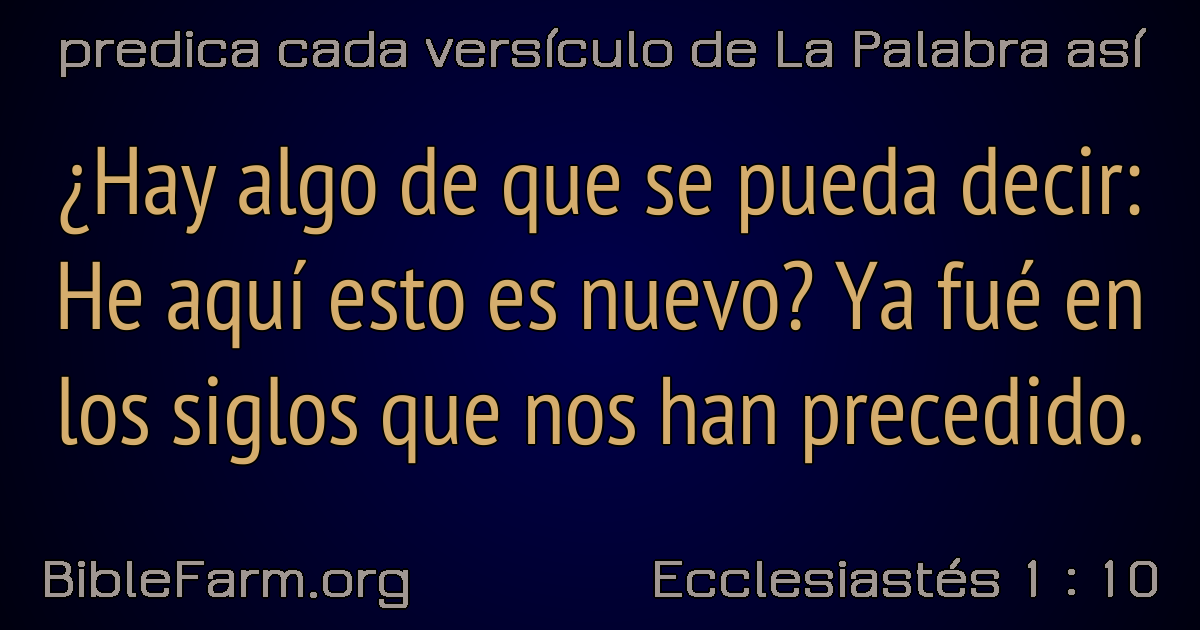 predica cada versículo de La Palabra así
¿Hay algo de que se pueda decir:
He aquí esto es nuevo? Ya fué en
los siglos que nos han precedido.
BibleFarm.org
Ecclesiastés 1 : 10